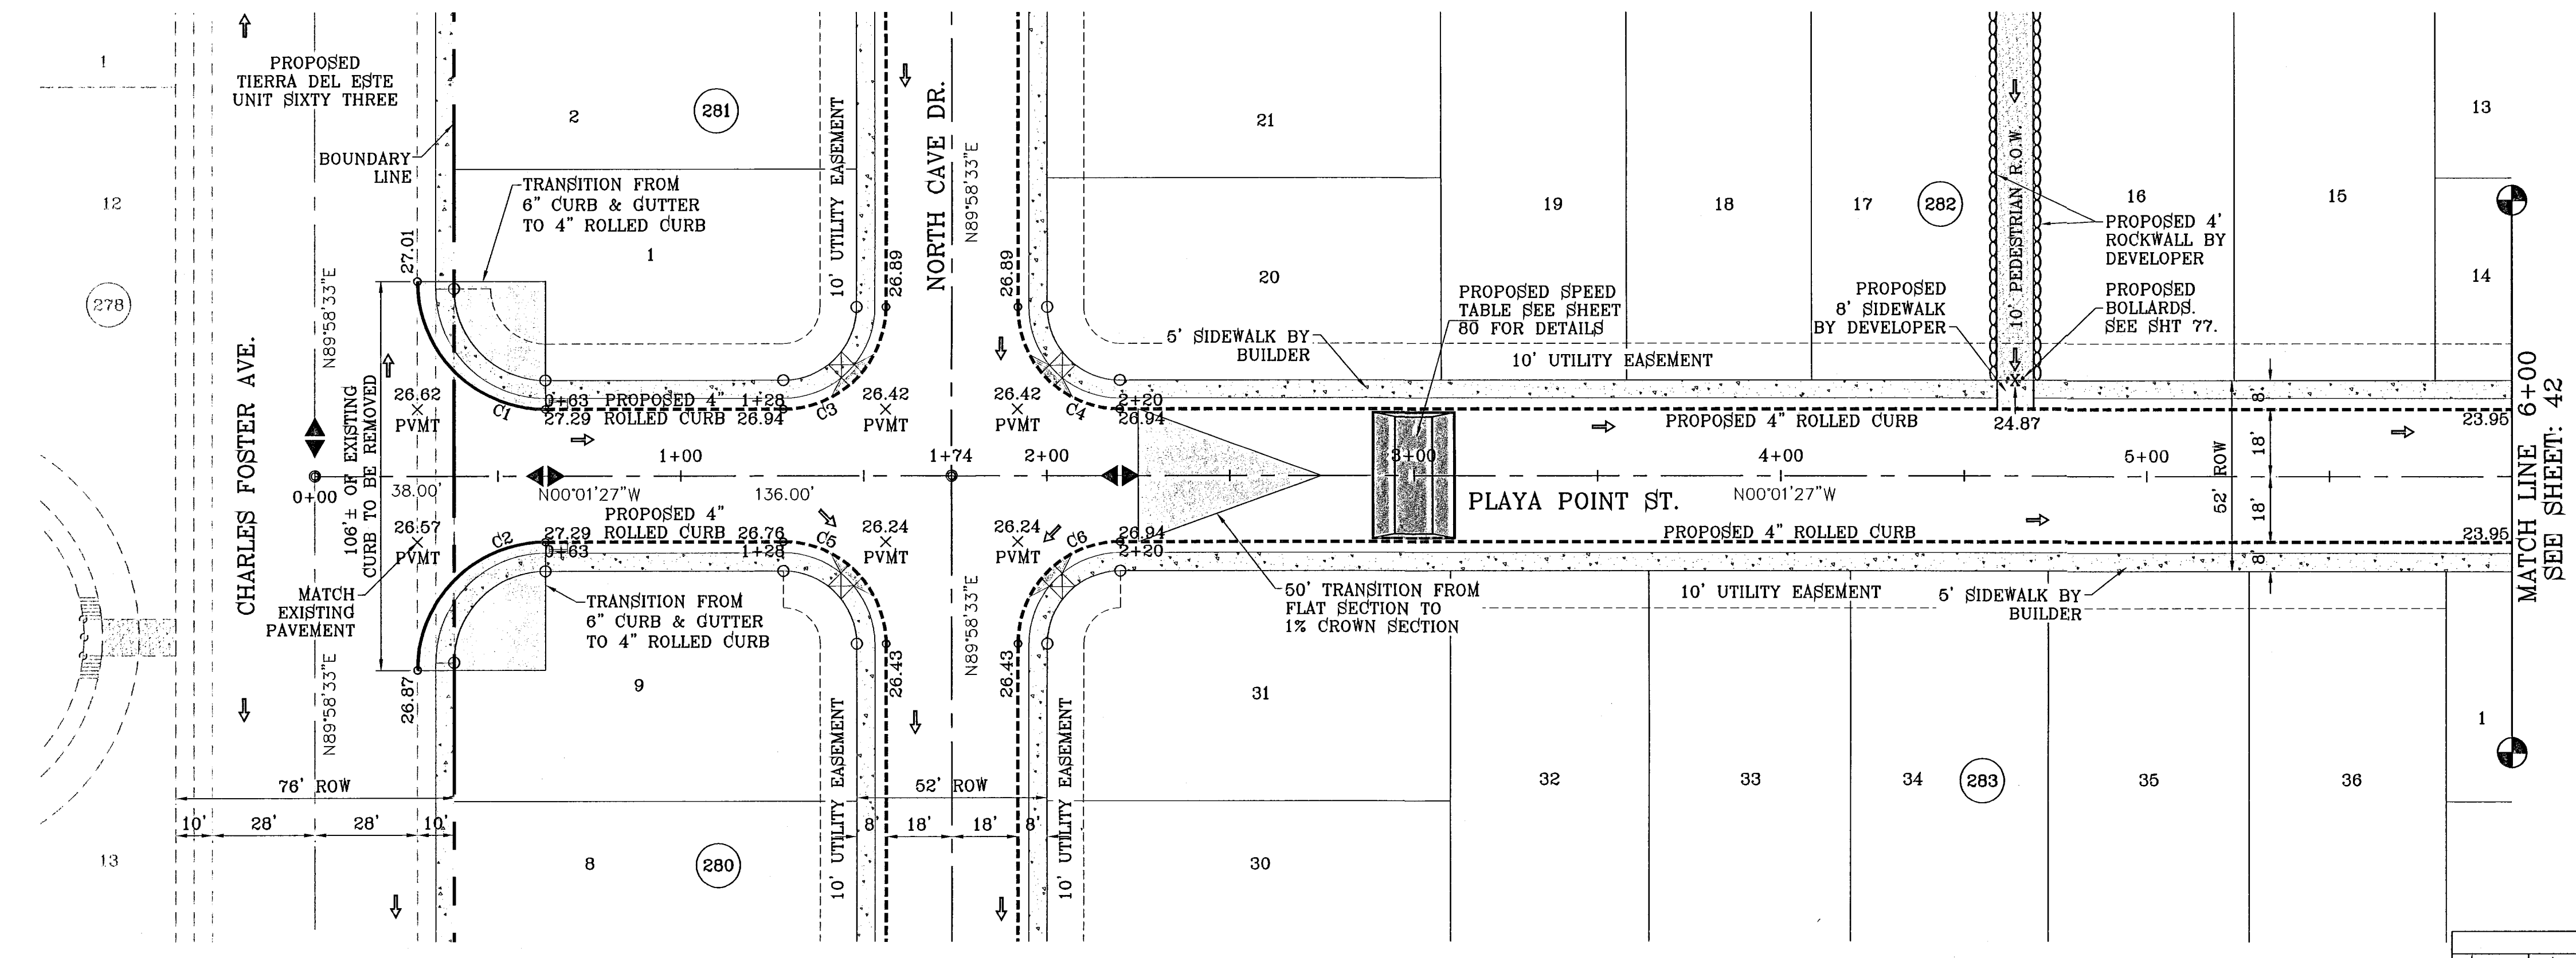 1
PROPOSED
TIERRA DEL ESTE
UNIT SIXTY THREE
BOUNDARY
LINE
12
278
13
CHARLES FOSTER AVE.
N89°58'33"E
N89°58'33"E
27.01
106'± OF EXISTING
CURB TO BE REMOVED
26.62
PVMT
26.57
PVMT
0+00
38.00'
MATCH
EXISTING
PAVEMENT
26.87
76' ROW
10'
28'
28'
10'
2
281
TRANSITION FROM
6" CURB & GUTTER
TO 4" ROLLED CURB
1
10' UTILITY EASEMENT
C1
0+63
PROPOSED 4"
1+28
27.29
ROLLED CURB
26.94
C3
1+00
N00°01'27"W
136.00'
PROPOSED 4"
ROLLED CURB
C2
27.29
0+63
26.76
1+28
C5
TRANSITION FROM
6" CURB & GUTTER
TO 4" ROLLED CURB
9
8
280
10' UTILITY EASEMENT
NORTH CAVE DR.
N89°58'33"E
26.89
26.89
26.42
PVMT
26.42
PVMT
1+74
2+00
26.24
PVMT
26.24
PVMT
N89°58'33"E
26.43
26.43
52' ROW
8'
18'
18'
8'
10' UTILITY EASEMENT
C4
2+20
26.94
C6
26.94
2+20
21
20
5' SIDEWALK BY
BUILDER
19
18
17
282
PROPOSED SPEED
TABLE SEE SHEET
80 FOR DETAILS
10' UTILITY EASEMENT
PROPOSED
8' SIDEWALK
BY DEVELOPER
10' PEDESTRIAN R.O.W.
16
15
13
14
PROPOSED 4'
ROCKWALL BY
DEVELOPER
PROPOSED
BOLLARDS.
SEE SHT 77.
PROPOSED 4" ROLLED CURB
24.87
23.95
3+00
4+00
5+00
PLAYA POINT ST.
N00°01'27"W
PROPOSED 4" ROLLED CURB
23.95
52' ROW
8'
18'
18'
8'
50' TRANSITION FROM
FLAT SECTION TO
1% CROWN SECTION
10' UTILITY EASEMENT
5' SIDEWALK BY
BUILDER
31
30
32
33
34
283
35
36
1
MATCH LINE 6+00
SEE SHEET: 42